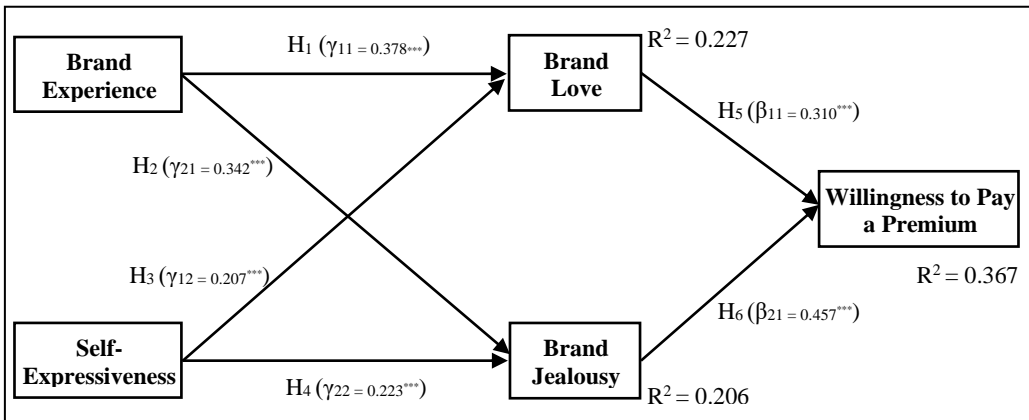 H₁ (γ₁₁ = 0.378***)
R² = 0.227
Brand
Experience
Brand
Love
H₅ (β₁₁ = 0.310***)
H₂ (γ₂₁ = 0.342***)
Willingness to Pay
a Premium
R² = 0.367
H₃ (γ₁₂ = 0.207***)
H₆ (β₂₁ = 0.457***)
Self-
Expressiveness
Brand
Jealousy
H₄ (γ₂₂ = 0.223***)
R² = 0.206